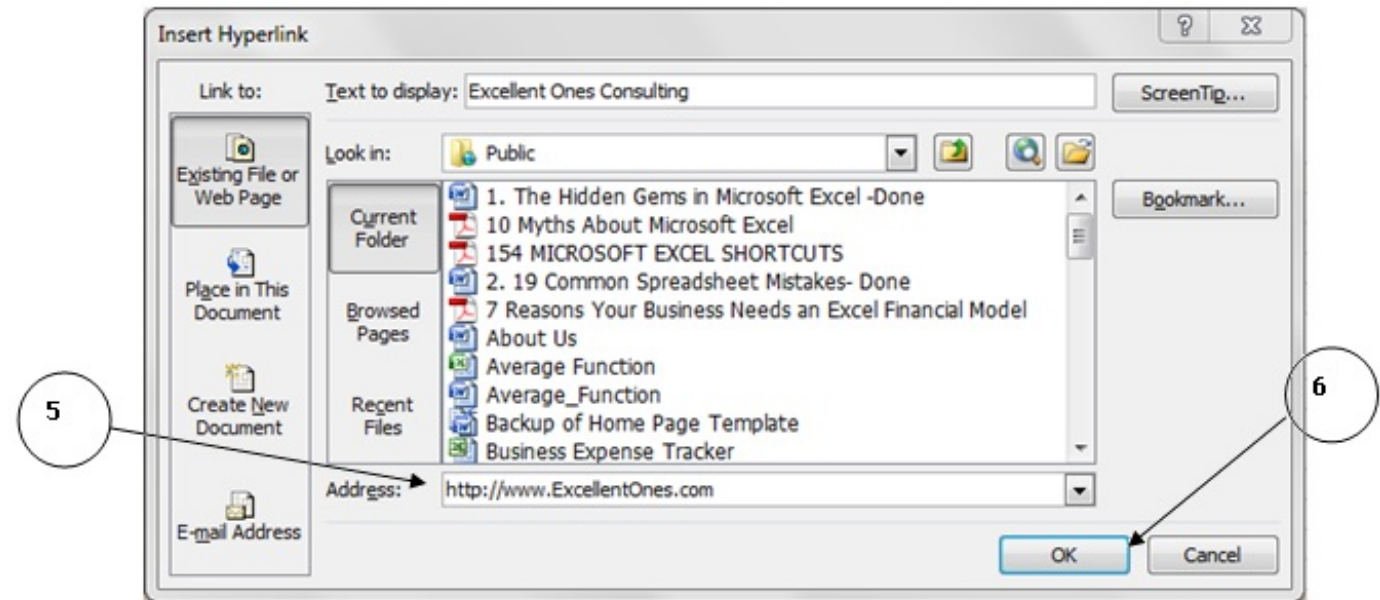 Insert Hyperlink
Link to:
Text to display: Excellent Ones Consulting
ScreenTip...
Existing File or
Web Page
Look in: Public
Bookmark...
Current
Folder
1. The Hidden Gems in Microsoft Excel -Done
10 Myths About Microsoft Excel
154 MICROSOFT EXCEL SHORTCUTS
2. 19 Common Spreadsheet Mistakes- Done
7 Reasons Your Business Needs an Excel Financial Model
About Us
Average Function
Average_Function
Backup of Home Page Template
Business Expense Tracker
Place in This
Document
Browsed
Pages
Create New
Document
Recent
Files
5
6
Address: http://www.ExcellentOnes.com
E-mail Address
OK
Cancel